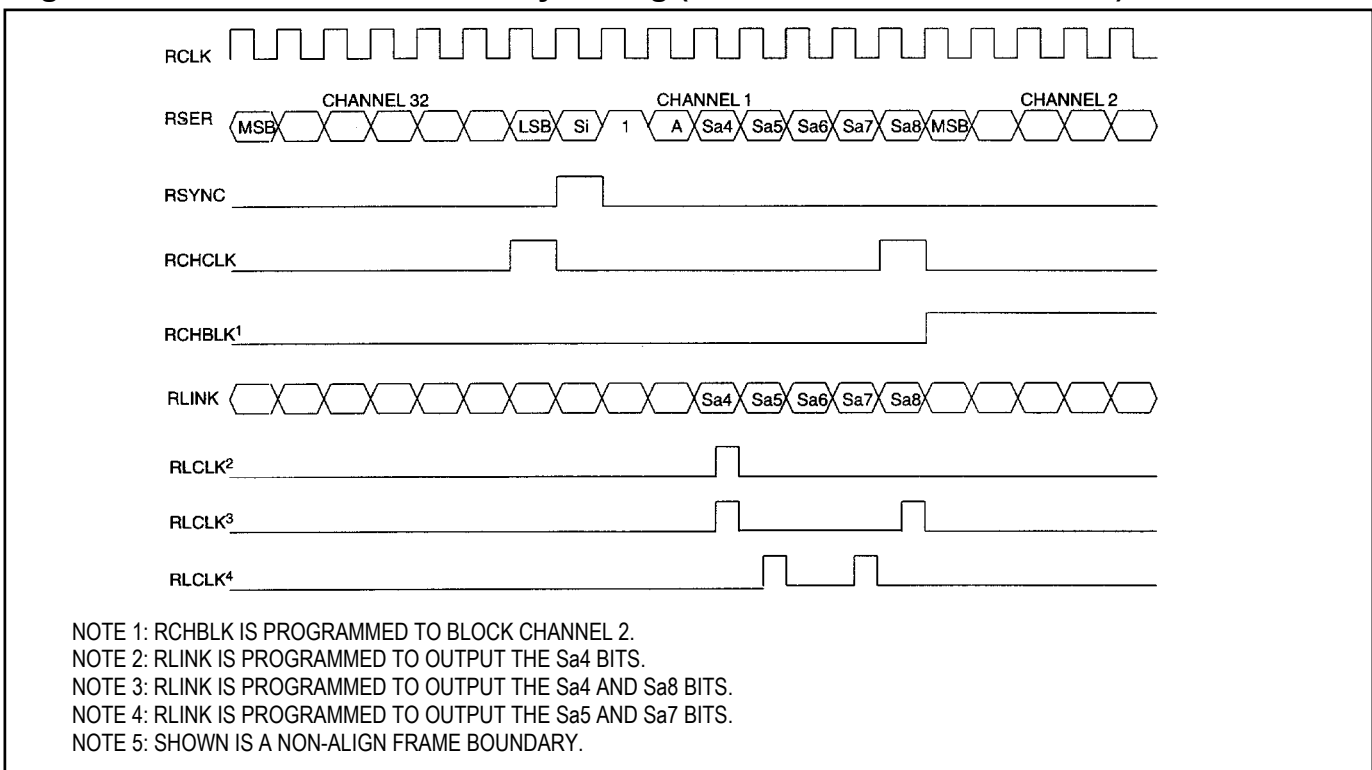 RCLK
CHANNEL 32 CHANNEL 1 CHANNEL 2
RSER MSB LSB Si 1 A Sa4 Sa5 Sa6 Sa7 Sa8 MSB
RSYNC
RCHCLK
RCHBLK1
RLINK Sa4 Sa5 Sa6 Sa7 Sa8
RLCLK2
RLCLK3
RLCLK4
NOTE 1: RCHBLK IS PROGRAMMED TO BLOCK CHANNEL 2.
NOTE 2: RLINK IS PROGRAMMED TO OUTPUT THE Sa4 BITS.
NOTE 3: RLINK IS PROGRAMMED TO OUTPUT THE Sa4 AND Sa8 BITS.
NOTE 4: RLINK IS PROGRAMMED TO OUTPUT THE Sa5 AND Sa7 BITS.
NOTE 5: SHOWN IS A NON-ALIGN FRAME BOUNDARY.